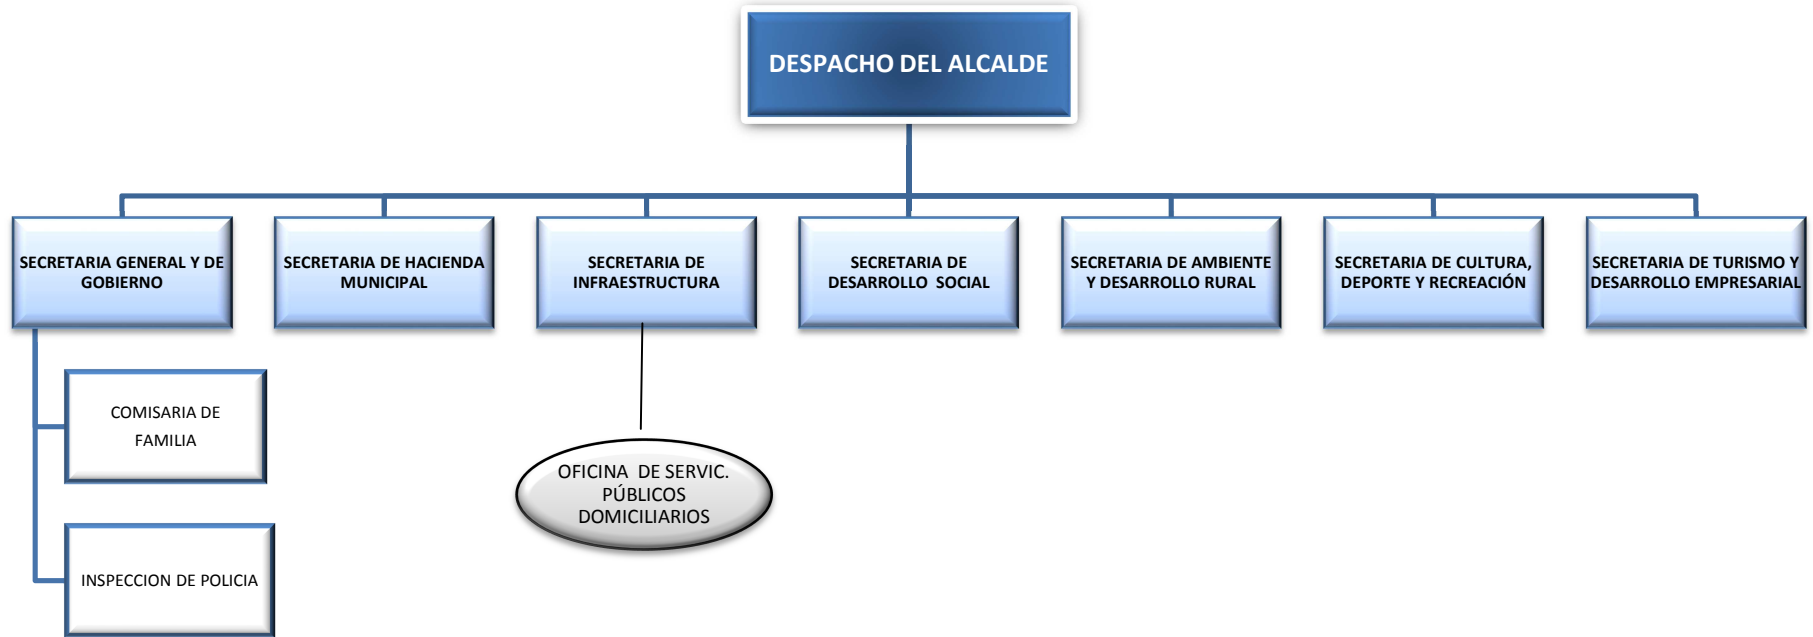 DESPACHO DEL ALCALDE
SECRETARIA GENERAL Y DE
GOBIERNO
SECRETARIA DE HACIENDA
MUNICIPAL
SECRETARIA DE
INFRAESTRUCTURA
SECRETARIA DE
DESARROLLO SOCIAL
SECRETARIA DE AMBIENTE
Y DESARROLLO RURAL
SECRETARIA DE CULTURA,
DEPORTE Y RECREACIÓN
SECRETARIA DE TURISMO Y
DESARROLLO EMPRESARIAL
COMISARIA DE
FAMILIA
OFICINA DE SERVIC.
PÚBLICOS
DOMICILIARIOS
INSPECCION DE POLICIA